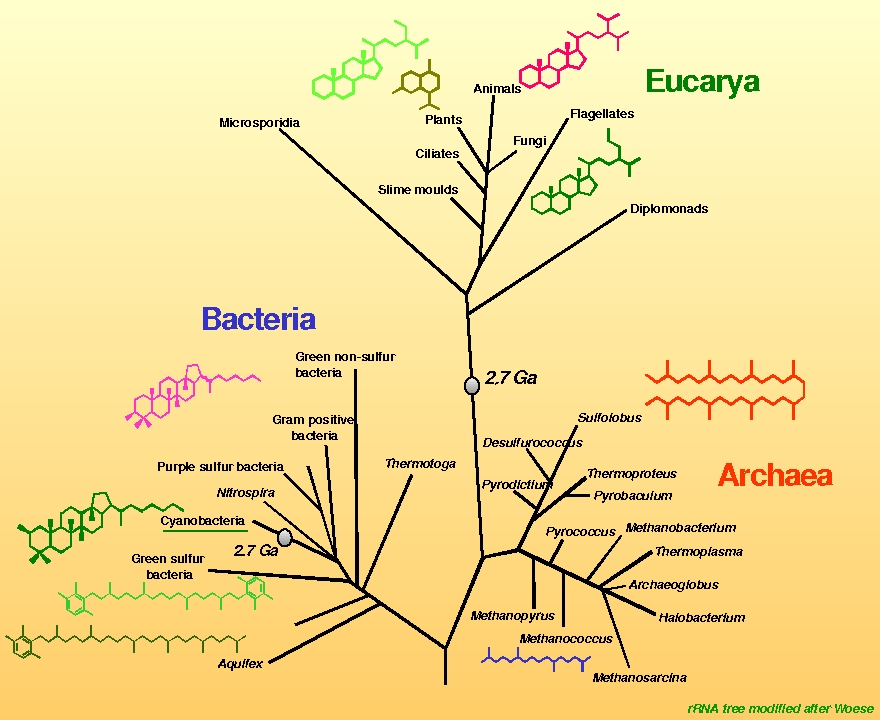 Eucarya
Animals
Microsporidia
Plants
Flagellates
Fungi
Ciliates
Slime moulds
Diplomonads
Bacteria
Green non-sulfur
bacteria
2.7 Ga
Sulfolobus
Gram positive
bacteria
Desulfurococcus
Purple sulfur bacteria
Thermotoga
Archaea
Thermoproteus
Pyrodictium
Nitrospira
Pyrobaculum
Cyanobacteria
Pyrococcus
Methanobacterium
2.7 Ga
Thermoplasma
Green sulfur
bacteria
Archaeoglobus
Methanopyrus
Halobacterium
Methanococcus
Aquifex
Methanosarcina
rRNA tree modified after Woese